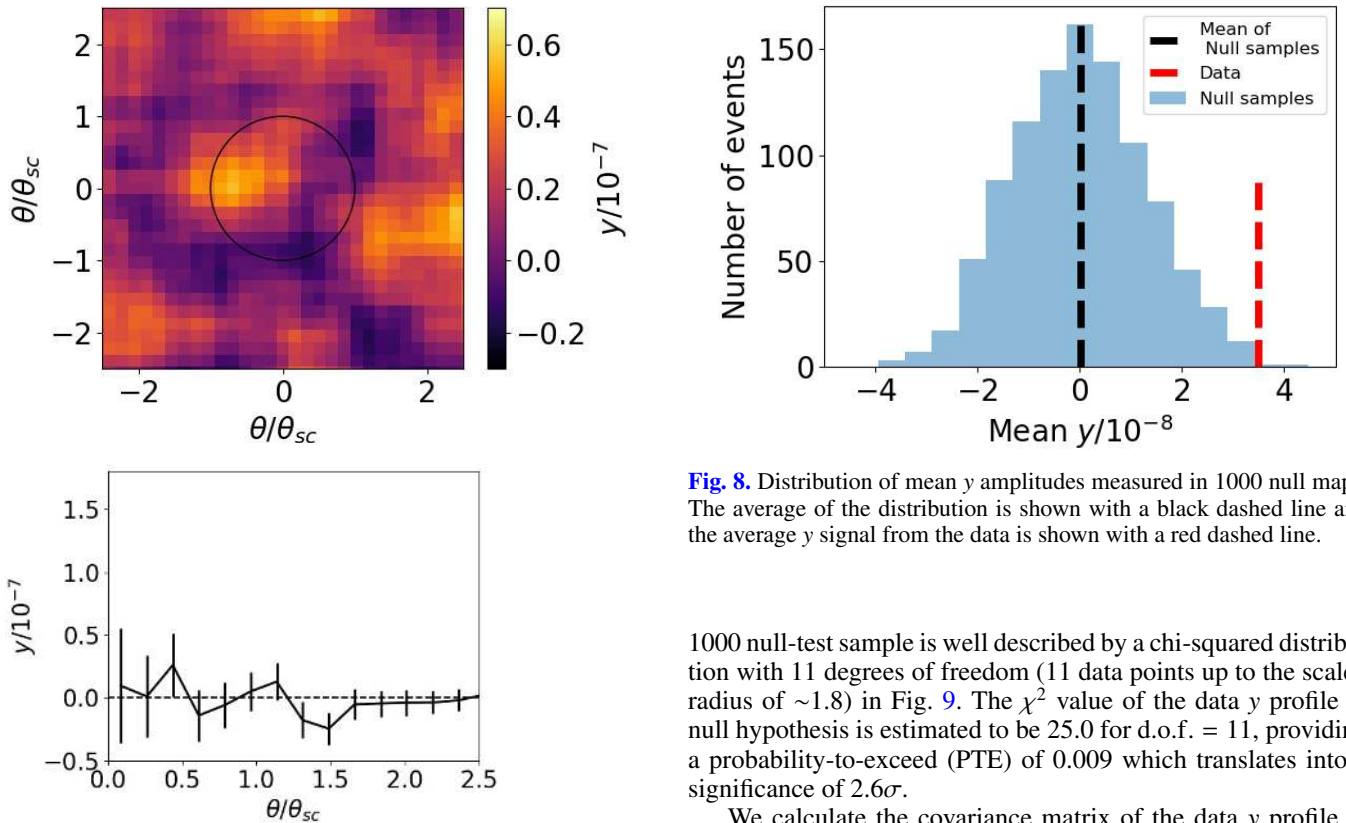 2
1
0
−1
−2
θ/θsc
−2
0
2
θ/θsc
0.6
0.4
0.2
0.0
−0.2
y/10⁻⁷
1.5
1.0
0.5
0.0
−0.5
y/10⁻⁷
0.0
0.5
1.0
1.5
2.0
2.5
θ/θsc
150
100
50
0
Number of events
Mean of
Null samples
Data
Null samples
−4
−2
0
2
4
Mean y/10⁻⁸
Fig. 8. Distribution of mean y amplitudes measured in 1000 null map
The average of the distribution is shown with a black dashed line a
the average y signal from the data is shown with a red dashed line.
1000 null-test sample is well described by a chi-squared distrib
tion with 11 degrees of freedom (11 data points up to the scale
radius of ∼1.8) in Fig. 9. The χ² value of the data y profile
null hypothesis is estimated to be 25.0 for d.o.f. = 11, providin
a probability-to-exceed (PTE) of 0.009 which translates into
significance of 2.6σ.
We calculate the covariance matrix of the data y profile